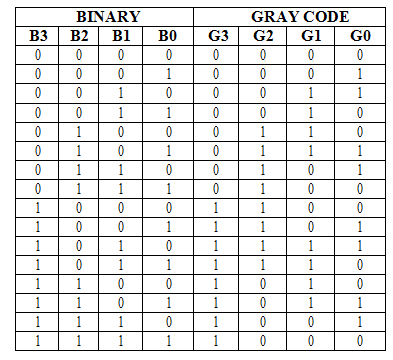 BINARY GRAY CODE
B3 B2 B1 B0 G3 G2 G1 G0
0 0 0 0 0 0 0 0
0 0 0 1 0 0 0 1
0 0 1 0 0 0 1 1
0 0 1 1 0 0 1 0
0 1 0 0 0 1 1 0
0 1 0 1 0 1 1 1
0 1 1 0 0 1 0 1
0 1 1 1 0 1 0 0
1 0 0 0 1 1 0 0
1 0 0 1 1 1 0 1
1 0 1 0 1 1 1 1
1 0 1 1 1 1 1 0
1 1 0 0 1 0 1 0
1 1 0 1 1 0 1 1
1 1 1 0 1 0 0 1
1 1 1 1 1 0 0 0